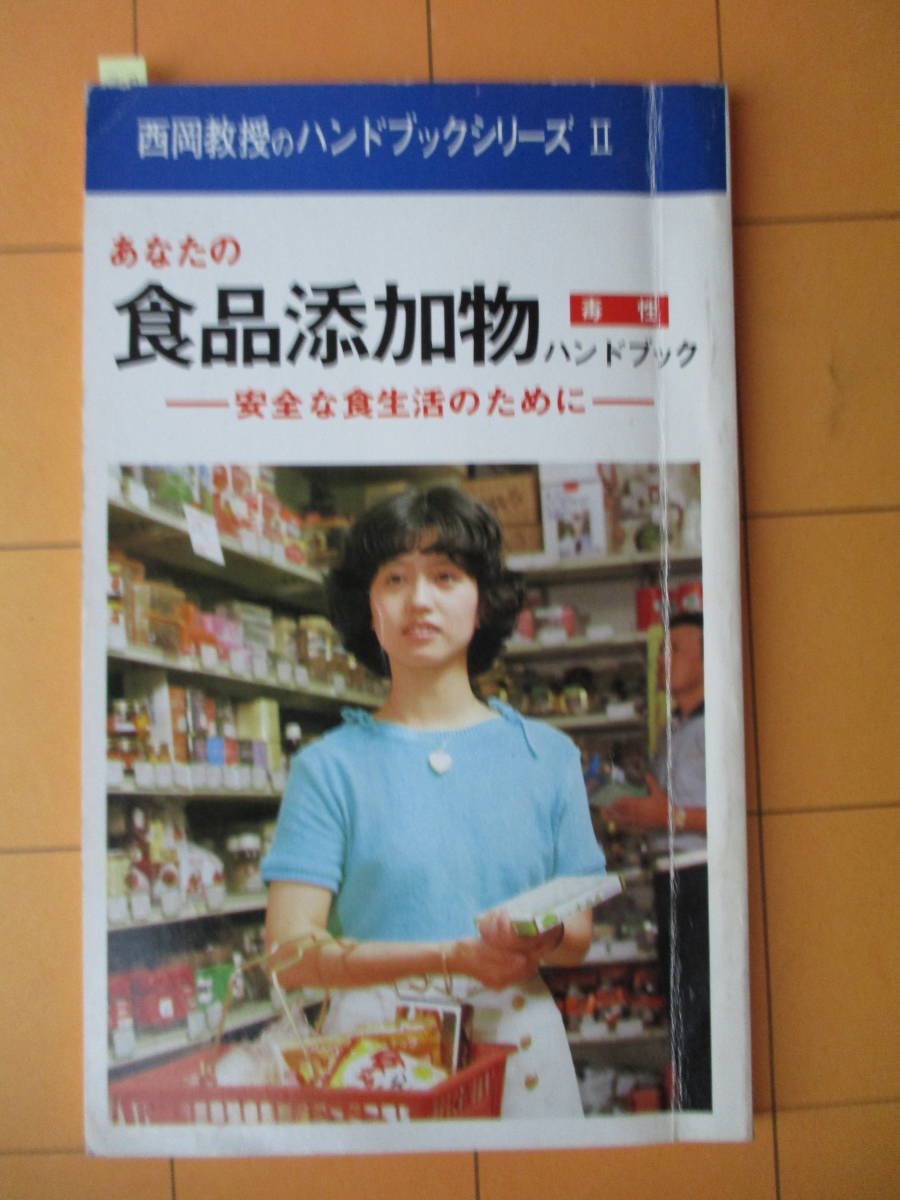 西岡教授のハンドブックシリーズ II
あなたの
食品添加物
毒性
ハンドブック
―安全な食生活のために―